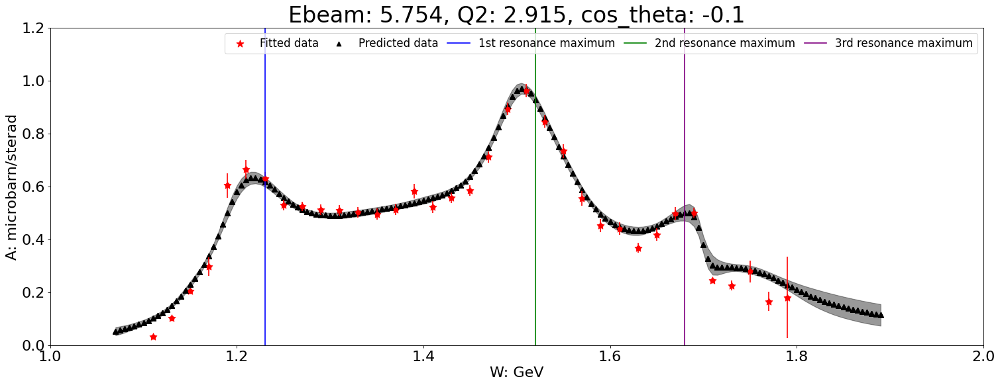 Ebeam: 5.754, Q2: 2.915, cos_theta: -0.1
Fitted data Predicted data 1st resonance maximum 2nd resonance maximum 3rd resonance maximum
A: microbarn/sterad
1.2
1.0
0.8
0.6
0.4
0.2
0.0
1.0 1.2 1.4 1.6 1.8 2.0
W: GeV